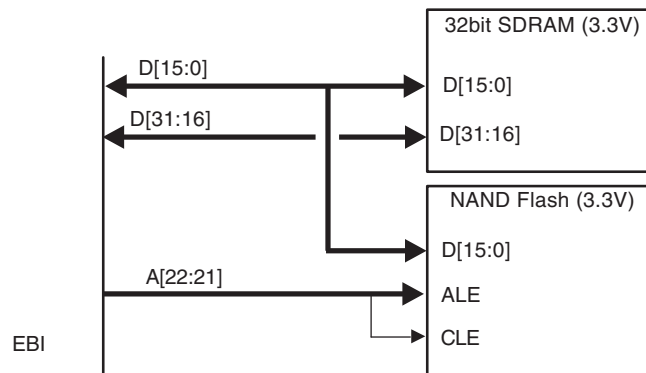 32bit SDRAM (3.3V)
D[15:0]
D[15:0]
D[31:16]
D[31:16]
NAND Flash (3.3V)
D[15:0]
A[22:21]
ALE
CLE
EBI